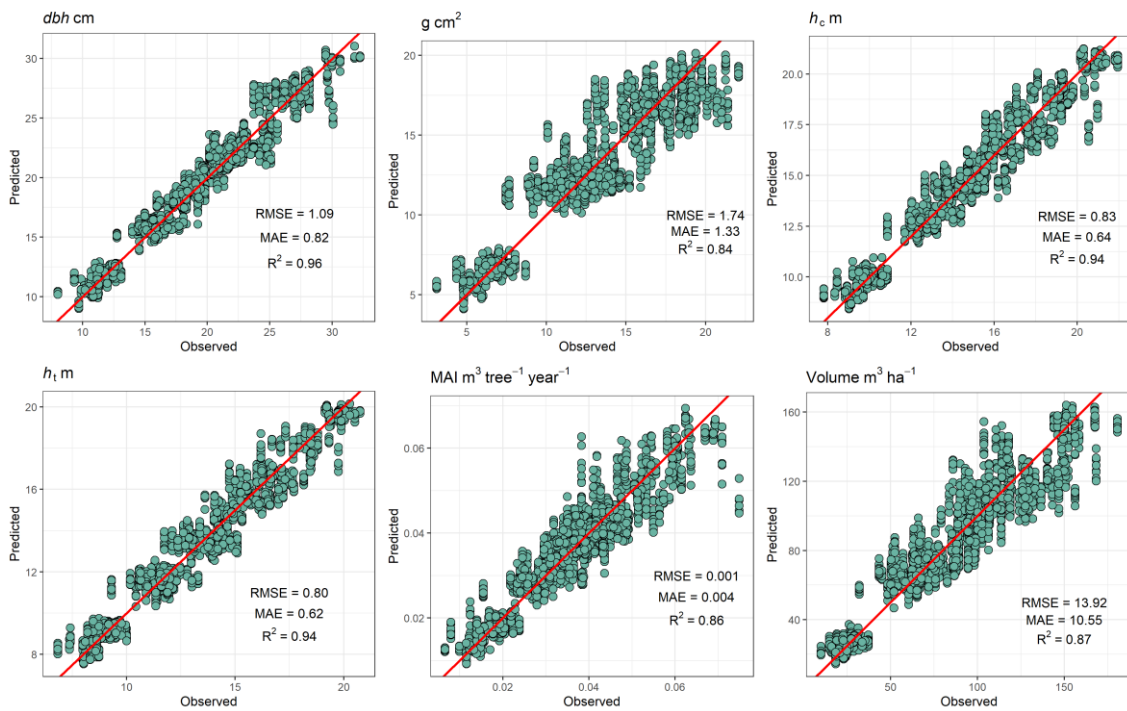 dbh cm
30
25
20
15
10
Predicted
RMSE = 1.09
MAE = 0.82
R² = 0.96
10 15 20 25 30
Observed
g cm²
20
15
10
5
Predicted
RMSE = 1.74
MAE = 1.33
R² = 0.84
5 10 15 20
Observed
h꜀ m
20.0
17.5
15.0
12.5
10.0
Predicted
RMSE = 0.83
MAE = 0.64
R² = 0.94
8 12 16 20
Observed
hₜ m
20
16
12
8
Predicted
RMSE = 0.80
MAE = 0.62
R² = 0.94
10 15 20
Observed
MAI m³ tree⁻¹ year⁻¹
0.06
0.04
0.02
Predicted
RMSE = 0.001
MAE = 0.004
R² = 0.86
0.02 0.04 0.06
Observed
Volume m³ ha⁻¹
160
120
80
40
Predicted
RMSE = 13.92
MAE = 10.55
R² = 0.87
50 100 150
Observed